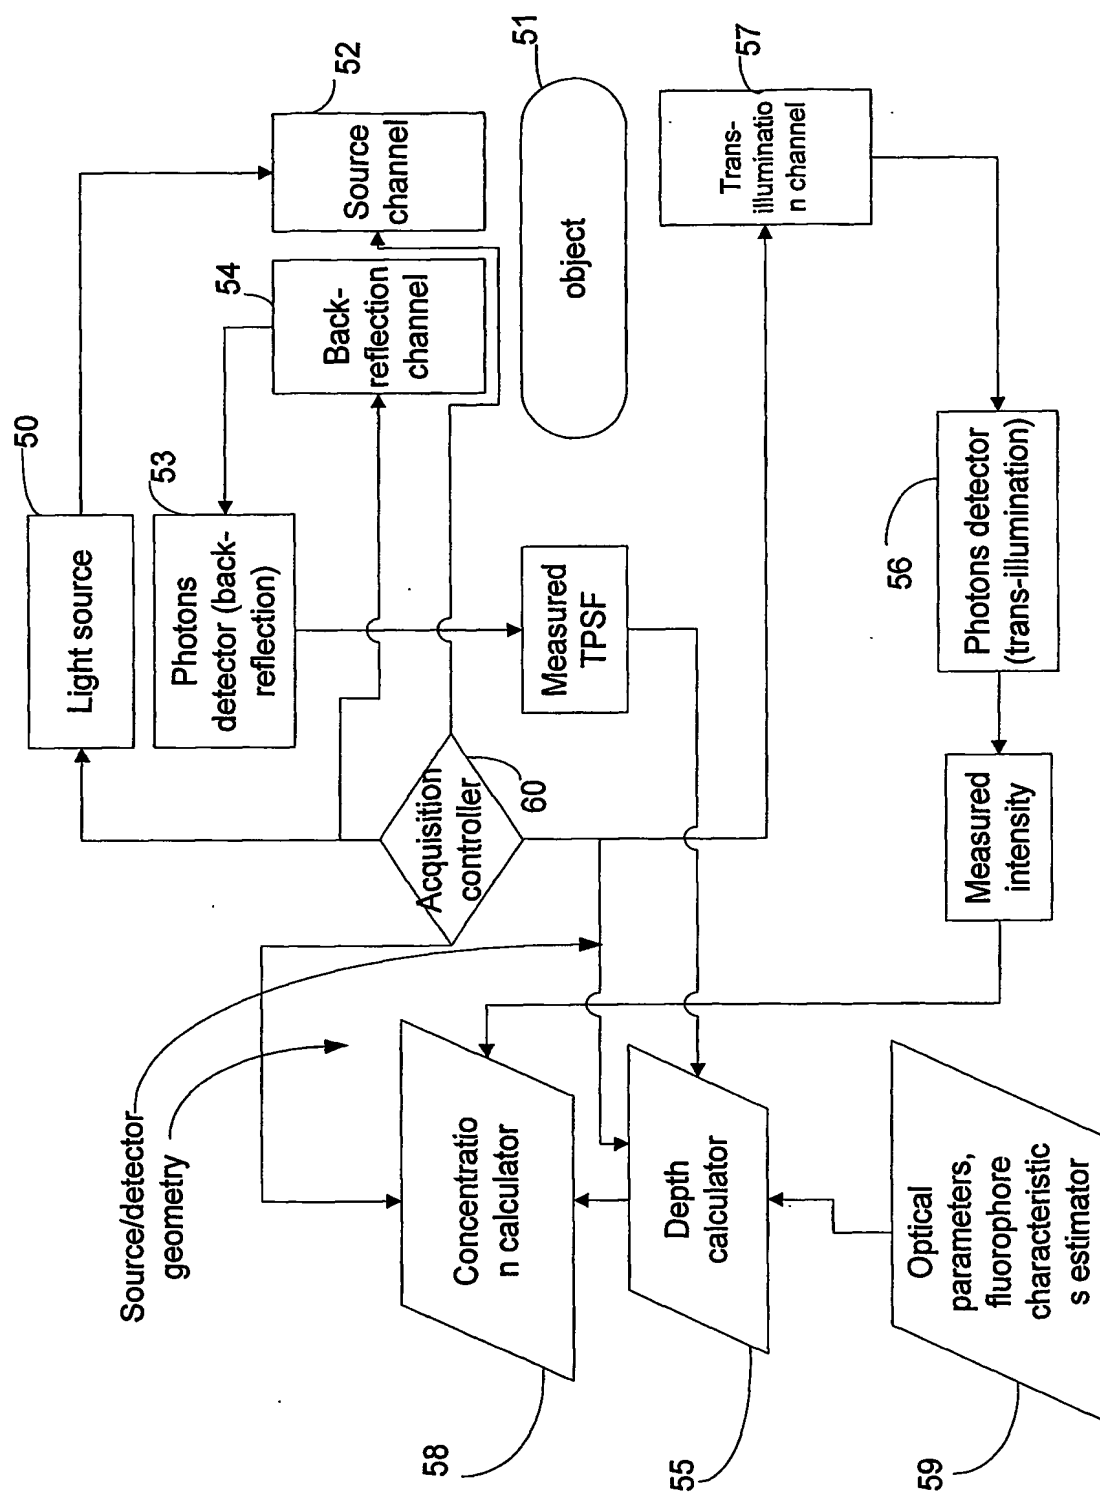 50
Light source
52
Source
channel
54
Back-
reflection
channel
53
Photons
detector (back-
reflection)
51
object
57
Trans-
illuminatio
n channel
Measured
TPSF
Acquisition
controller
60
56
Photons detector
(trans-illumination)
Measured
intensity
Source/detector
geometry
Concentratio
n calculator
58
Depth
calculator
55
Optical
parameters,
fluorophore
characteristic
s estimator
59